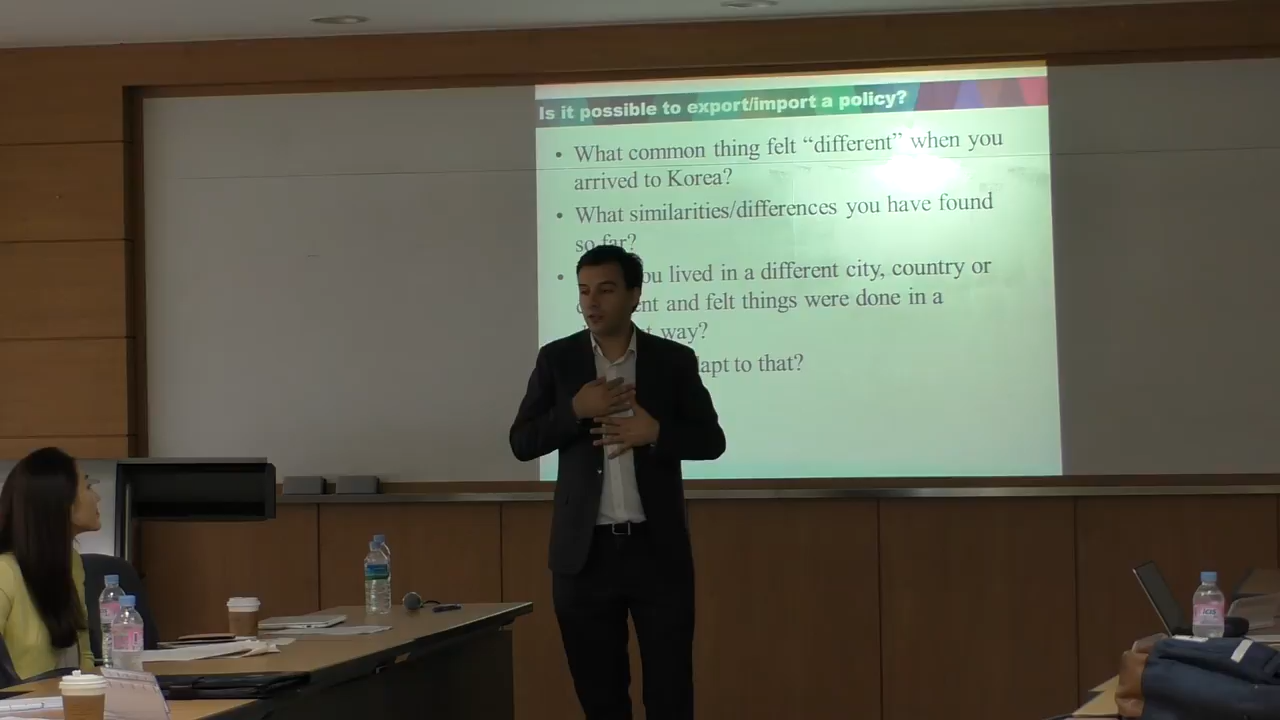 Is it possible to export/import a policy?
• What common thing felt “different” when you
arrived to Korea?
• What similarities/differences you have found
so far?
• ou lived in a different city, country or
nt and felt things were done in a
t way?
lapt to that?